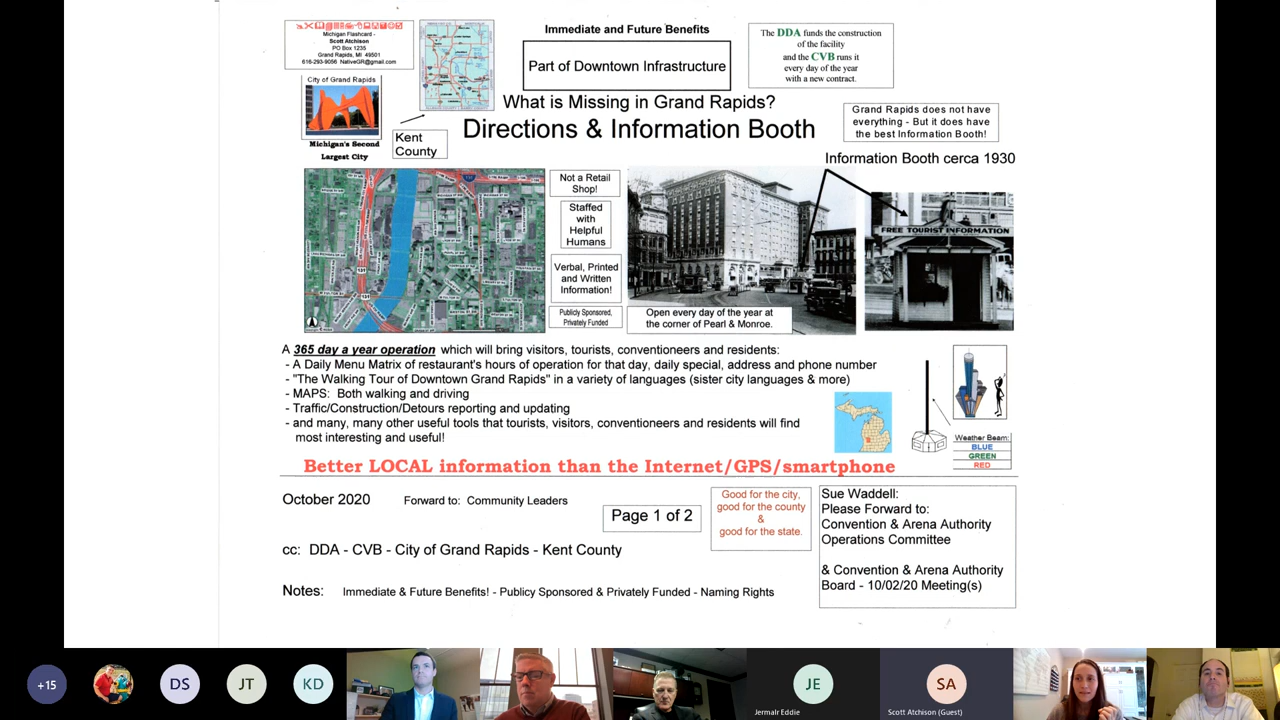 Michigan Flashcard -
Scott Atchison
PO Box 1235
Grand Rapids, MI 49501
616-293-9056 NativeGR@gmail.com
City of Grand Rapids
Michigan's Second
Largest City
Kent
County
Immediate and Future Benefits
Part of Downtown Infrastructure
The DDA funds the construction
of the facility
and the CVB runs it
every day of the year
with a new contract.
What is Missing in Grand Rapids?
Directions & Information Booth
Grand Rapids does not have
everything - But it does have
the best Information Booth!
Information Booth cerca 1930
Not a Retail
Shop!
Staffed
with
Helpful
Humans
Verbal, Printed
and Written
Information!
Publicly Sponsored,
Privately Funded
Open every day of the year at
the corner of Pearl & Monroe.
FREE TOURIST INFORMATION
131
131
A 365 day a year operation which will bring visitors, tourists, conventioneers and residents:
- A Daily Menu Matrix of restaurant's hours of operation for that day, daily special, address and phone number
- "The Walking Tour of Downtown Grand Rapids" in a variety of languages (sister city languages & more)
- MAPS: Both walking and driving
- Traffic/Construction/Detours reporting and updating
- and many, many other useful tools that tourists, visitors, conventioneers and residents will find
most interesting and useful!
Weather Beam:
BLUE
GREEN
RED
Better LOCAL information than the Internet/GPS/smartphone
October 2020
Forward to: Community Leaders
Page 1 of 2
Good for the city,
good for the county
&
good for the state.
Sue Waddell:
Please Forward to:
Convention & Arena Authority
Operations Committee
& Convention & Arena Authority
Board - 10/02/20 Meeting(s)
cc: DDA - CVB - City of Grand Rapids - Kent County
Notes: Immediate & Future Benefits! - Publicy Sponsored & Privately Funded - Naming Rights
+15
DS
JT
KD
JE
Jermalr Eddie
SA
Scott Atchison (Guest)